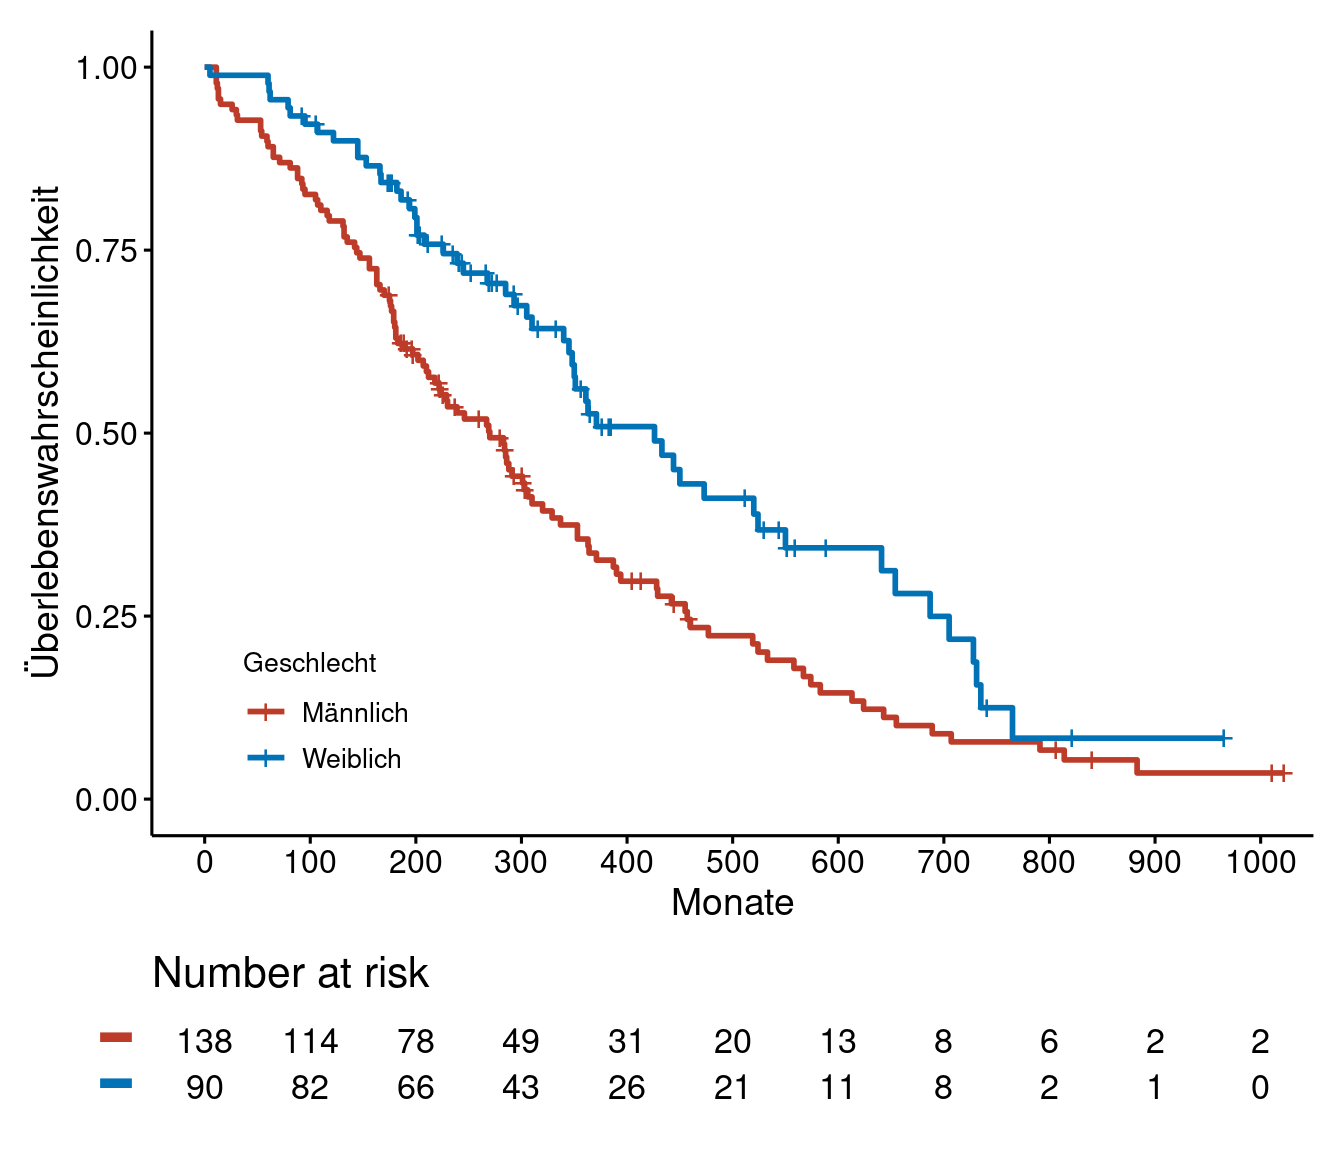 1.00
0.75
0.50
0.25
0.00
Überlebenswahrscheinlichkeit
Geschlecht
Männlich
Weiblich
0 100 200 300 400 500 600 700 800 900 1000
Monate
Number at risk
138 114 78 49 31 20 13 8 6 2 2
90 82 66 43 26 21 11 8 2 1 0